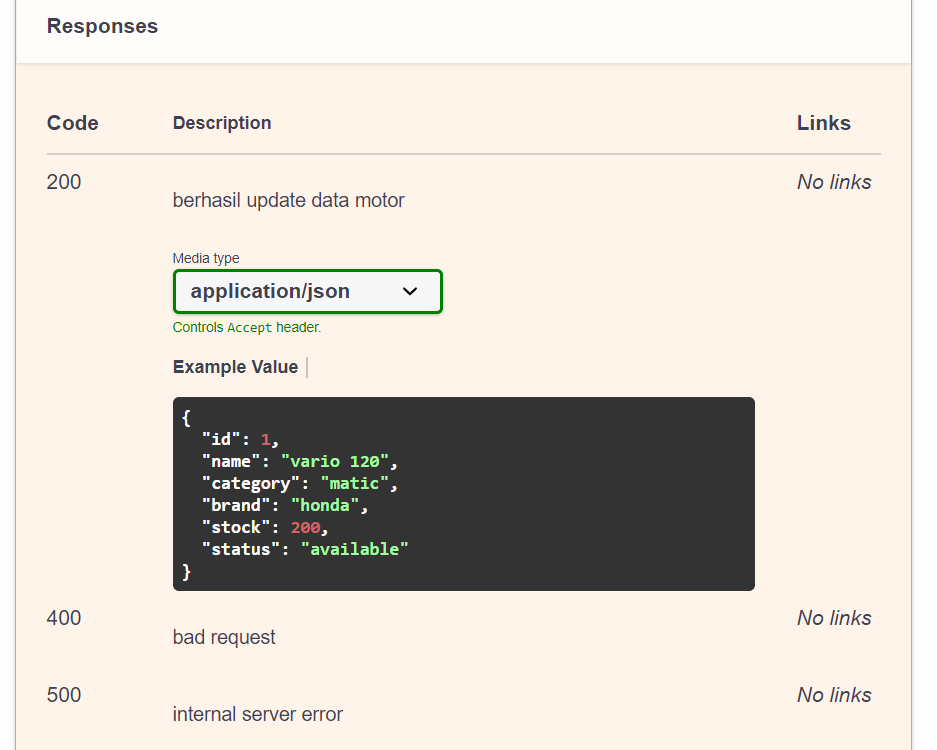 Responses
Code Description Links
200 No links
berhasil update data motor
Media type
application/json
Controls Accept header.
Example Value
{
"id": 1,
"name": "vario 120",
"category": "matic",
"brand": "honda",
"stock": 200,
"status": "available"
}
400 No links
bad request
500 No links
internal server error